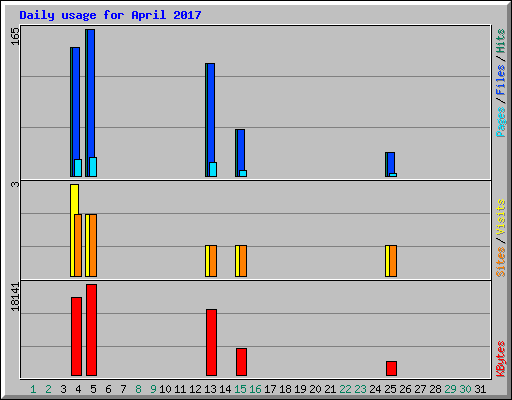 Daily usage for April 2017
165
3
18141
Pages/Files/Hits
Sites/Visits
KBytes
1 2 3 4 5 6 7 8 9 10 11 12 13 14 15 16 17 18 19 20 21 22 23 24 25 26 27 28 29 30 31